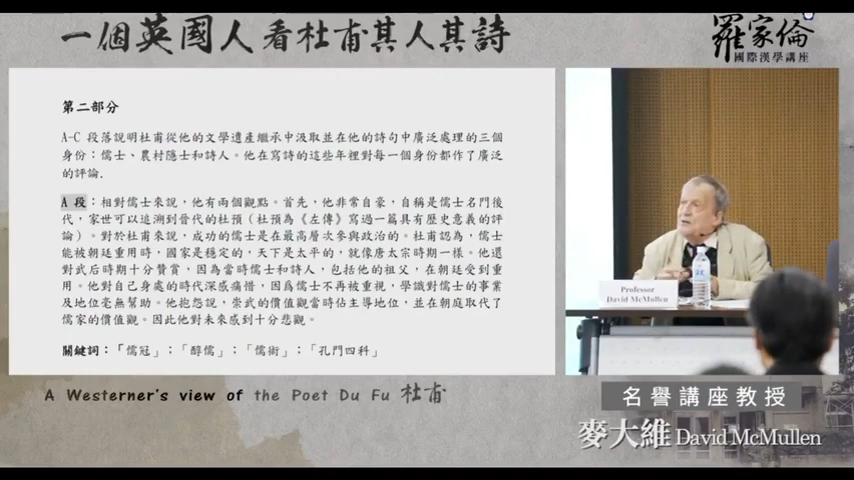 一個英國人看杜甫其人其詩
羅家倫
國際漢學講座
第二部分
A-C 段落說明杜甫從他的文學遺產繼承中汲取並在他的詩句中廣泛處理的三個
身份：儒士、農村隱士和詩人。他在寫詩的這些年裡對每一個身份都作了廣泛
的評論.
A 段：相對儒士來說，他有兩個觀點。首先，他非常自豪，自稱是儒士名門後
代，家世可以追溯到晉代的杜預（杜預為《左傳》寫過一篇具有歷史意義的評
論）。對於杜甫來說，成功的儒士是在最高層次參與政治的。杜甫認為，儒士
能被朝廷重用時，國家是穩定的，天下是太平的，就像唐太宗時期一樣。他還
對武后時期十分贊賞，因為當時儒士和詩人，包括他的祖父，在朝廷受到重
用。他對自己身處的時代深感痛惜，因爲儒士不再被重視，學識對儒士的事業
及地位毫無幫助。他抱怨說，崇武的價值觀當時佔主導地位，並在朝庭取代了
儒家的價值觀。因此他對未來感到十分悲觀。
關鍵詞：「儒冠」；「醇儒」；「儒術」；「孔門四科」
Professor
David McMullen
A Westerner's view of the Poet Du Fu 杜甫
名譽講座教授
麥大維 David McMullen